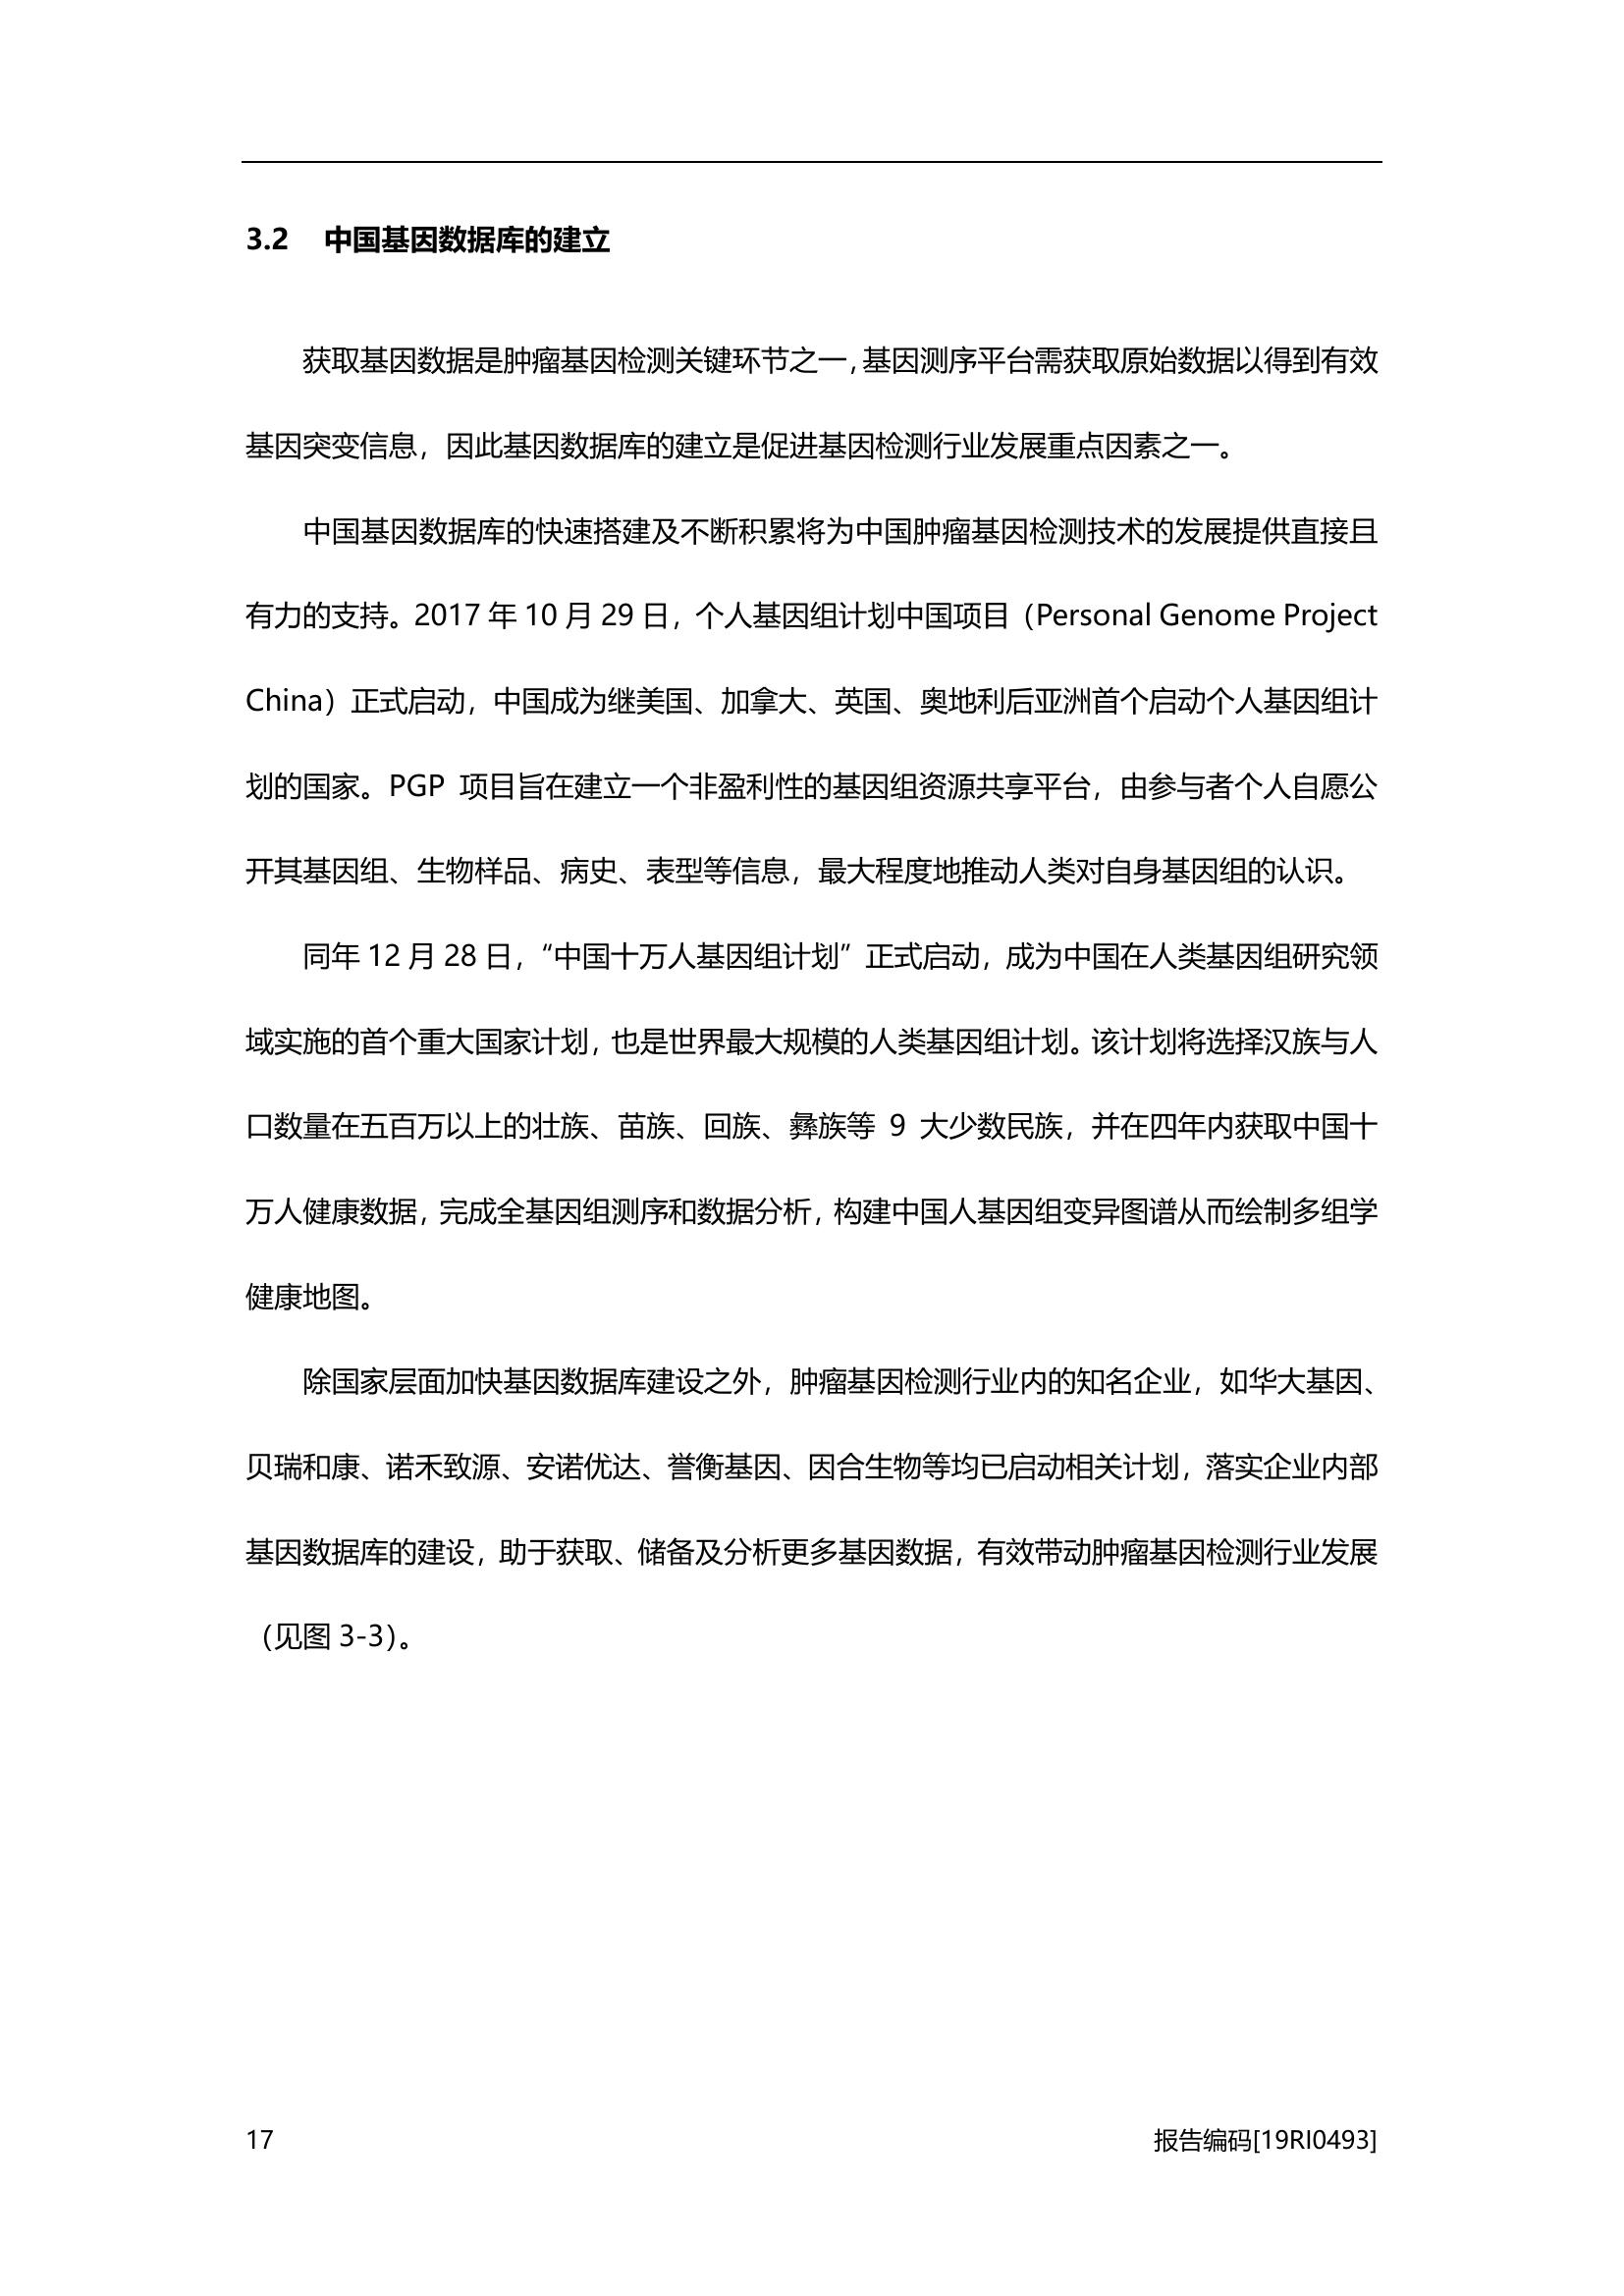 3.2 中国基因数据库的建立
获取基因数据是肿瘤基因检测关键环节之一，基因测序平台需获取原始数据以得到有效
基因突变信息，因此基因数据库的建立是促进基因检测行业发展重点因素之一。
中国基因数据库的快速搭建及不断积累将为中国肿瘤基因检测技术的发展提供直接且
有力的支持。2017 年 10 月 29 日，个人基因组计划中国项目（Personal Genome Project
China）正式启动，中国成为继美国、加拿大、英国、奥地利后亚洲首个启动个人基因组计
划的国家。PGP 项目旨在建立一个非盈利性的基因组资源共享平台，由参与者个人自愿公
开其基因组、生物样品、病史、表型等信息，最大程度地推动人类对自身基因组的认识。
同年 12 月 28 日，“中国十万人基因组计划”正式启动，成为中国在人类基因组研究领
域实施的首个重大国家计划，也是世界最大规模的人类基因组计划。该计划将选择汉族与人
口数量在五百万以上的壮族、苗族、回族、彝族等 9 大少数民族，并在四年内获取中国十
万人健康数据，完成全基因组测序和数据分析，构建中国人基因组变异图谱从而绘制多组学
健康地图。
除国家层面加快基因数据库建设之外，肿瘤基因检测行业内的知名企业，如华大基因、
贝瑞和康、诺禾致源、安诺优达、誉衡基因、因合生物等均已启动相关计划，落实企业内部
基因数据库的建设，助于获取、储备及分析更多基因数据，有效带动肿瘤基因检测行业发展
（见图 3-3）。
17 报告编码[19RI0493]